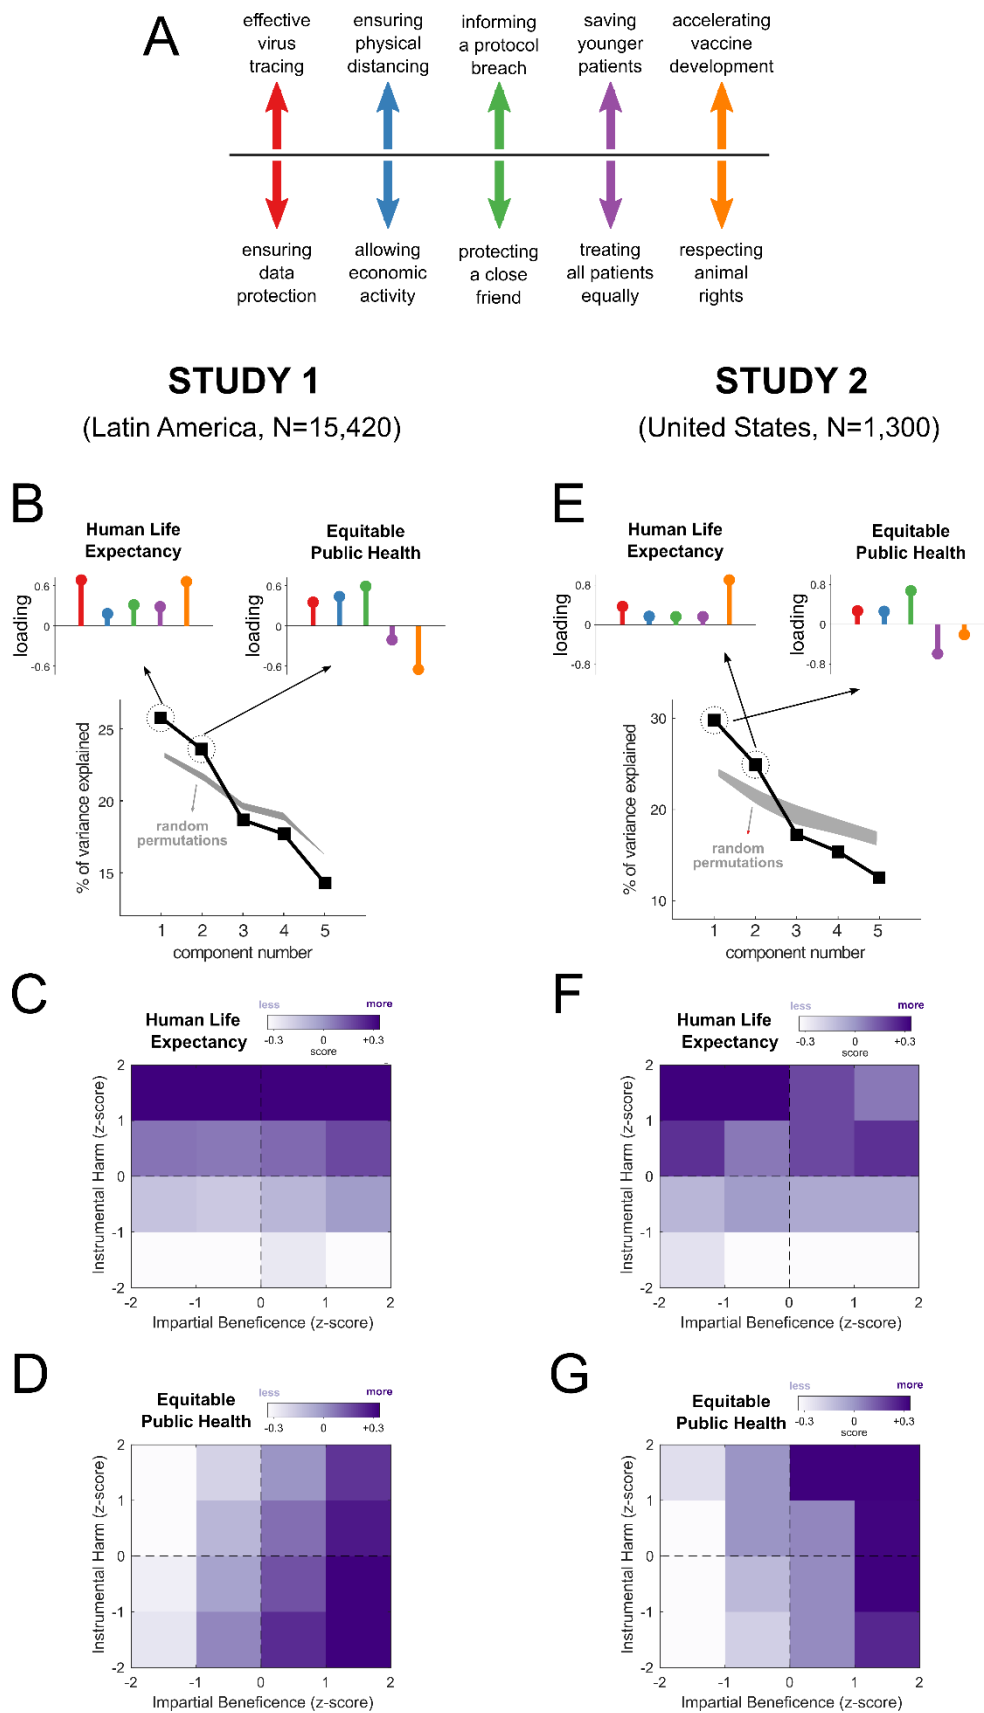 A
effective
virus
tracing
ensuring
physical
distancing
informing
a protocol
breach
saving
younger
patients
accelerating
vaccine
development
ensuring
data
protection
allowing
economic
activity
protecting
a close
friend
treating
all patients
equally
respecting
animal
rights
STUDY 1
(Latin America, N=15,420)
STUDY 2
(United States, N=1,300)
B
Human Life
Expectancy
loading
0.6
0
-0.6
Equitable
Public Health
loading
0.6
0
-0.6
% of variance explained
25
20
15
random
permutations
1 2 3 4 5
component number
E
Human Life
Expectancy
loading
0.8
0
-0.8
Equitable
Public Health
loading
0.8
0
-0.8
% of variance explained
30
20
10
random
permutations
1 2 3 4 5
component number
C
Human Life
Expectancy
less
more
-0.3 0 +0.3
score
Instrumental Harm (z-score)
2
1
0
-1
-2
-2 -1 0 1 2
Impartial Beneficence (z-score)
F
Human Life
Expectancy
less
more
-0.3 0 +0.3
score
Instrumental Harm (z-score)
2
1
0
-1
-2
-2 -1 0 1 2
Impartial Beneficence (z-score)
D
Equitable
Public Health
less
more
-0.3 0 +0.3
Instrumental Harm (z-score)
2
1
0
-1
-2
-2 -1 0 1 2
Impartial Beneficence (z-score)
G
Equitable
Public Health
less
more
-0.3 0 +0.3
score
Instrumental Harm (z-score)
2
1
0
-1
-2
-2 -1 0 1 2
Impartial Beneficence (z-score)